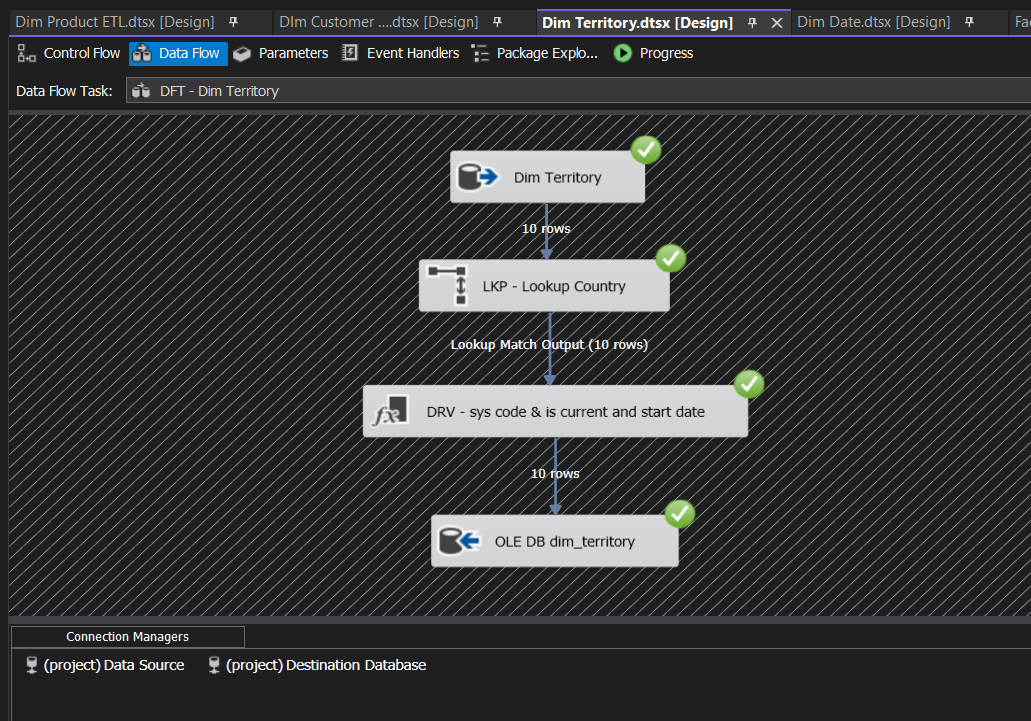 Dim Product ETL.dtsx [Design] DIm Customer ....dtsx [Design] Dim Territory.dtsx [Design] Dim Date.dtsx [Design] Fac
Control Flow Data Flow Parameters Event Handlers Package Explo... Progress
Data Flow Task: DFT - Dim Territory
Dim Territory
10 rows
LKP - Lookup Country
Lookup Match Output (10 rows)
fx DRV - sys code & is current and start date
10 rows
OLE DB dim_territory
Connection Managers
(project) Data Source (project) Destination Database